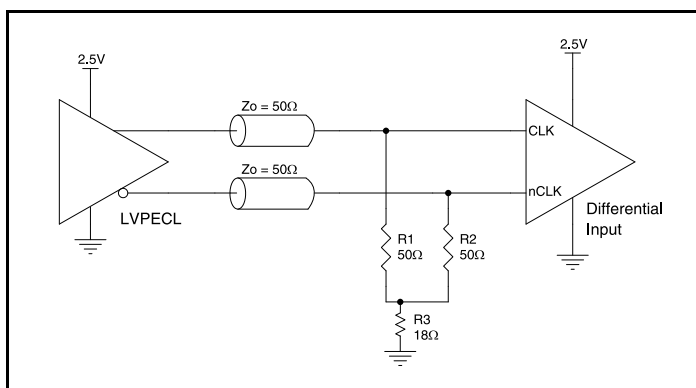 2.5V
2.5V
Zo = 50Ω
CLK
Zo = 50Ω
nCLK
LVPECL
Differential
Input
R1
50Ω
R2
50Ω
R3
18Ω